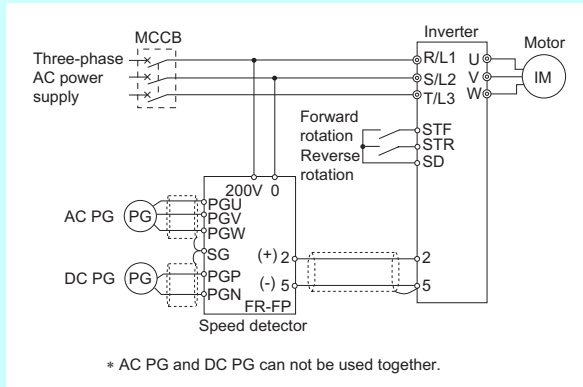 MCCB
Inverter
Motor
Three-phase
AC power
supply
R/L1
S/L2
T/L3
U
V
W
IM
Forward
rotation
Reverse
rotation
STF
STR
SD
200V 0
AC PG
PG
PGU
PGV
PGW
SG
DC PG
PG
PGP
PGN
(+) 2
(-) 5
2
5
FR-FP
Speed detector
* AC PG and DC PG can not be used together.